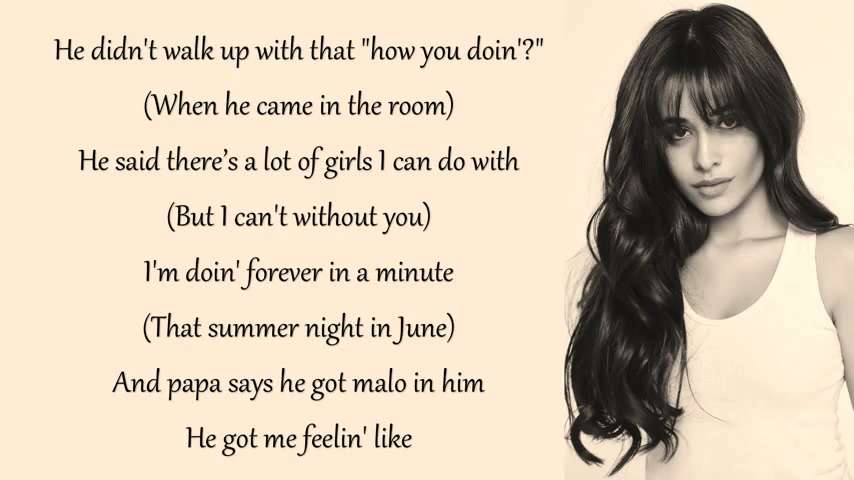 He didn't walk up with that "how you doin'?"
(When he came in the room)
He said there’s a lot of girls I can do with
(But I can't without you)
I'm doin' forever in a minute
(That summer night in June)
And papa says he got malo in him
He got me feelin' like